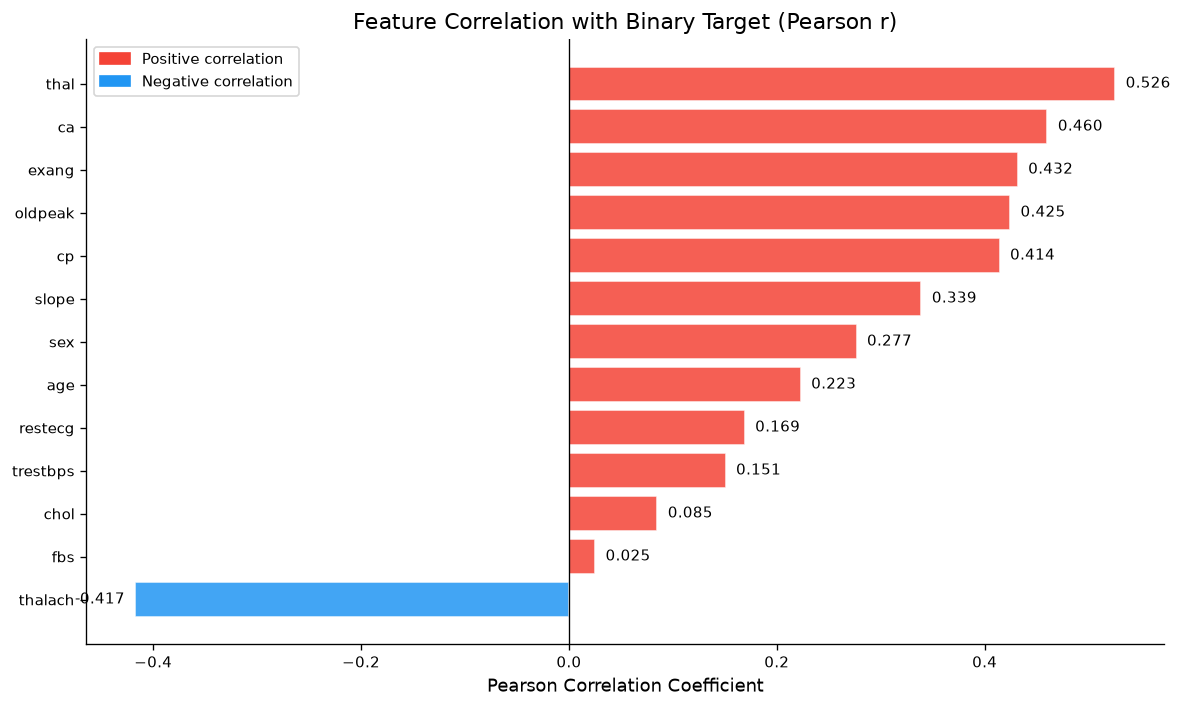 Feature Correlation with Binary Target (Pearson r)
Positive correlation
Negative correlation
thal 0.526
ca 0.460
exang 0.432
oldpeak 0.425
cp 0.414
slope 0.339
sex 0.277
age 0.223
restecg 0.169
trestbps 0.151
chol 0.085
fbs 0.025
thalach -0.417
−0.4 −0.2 0.0 0.2 0.4
Pearson Correlation Coefficient